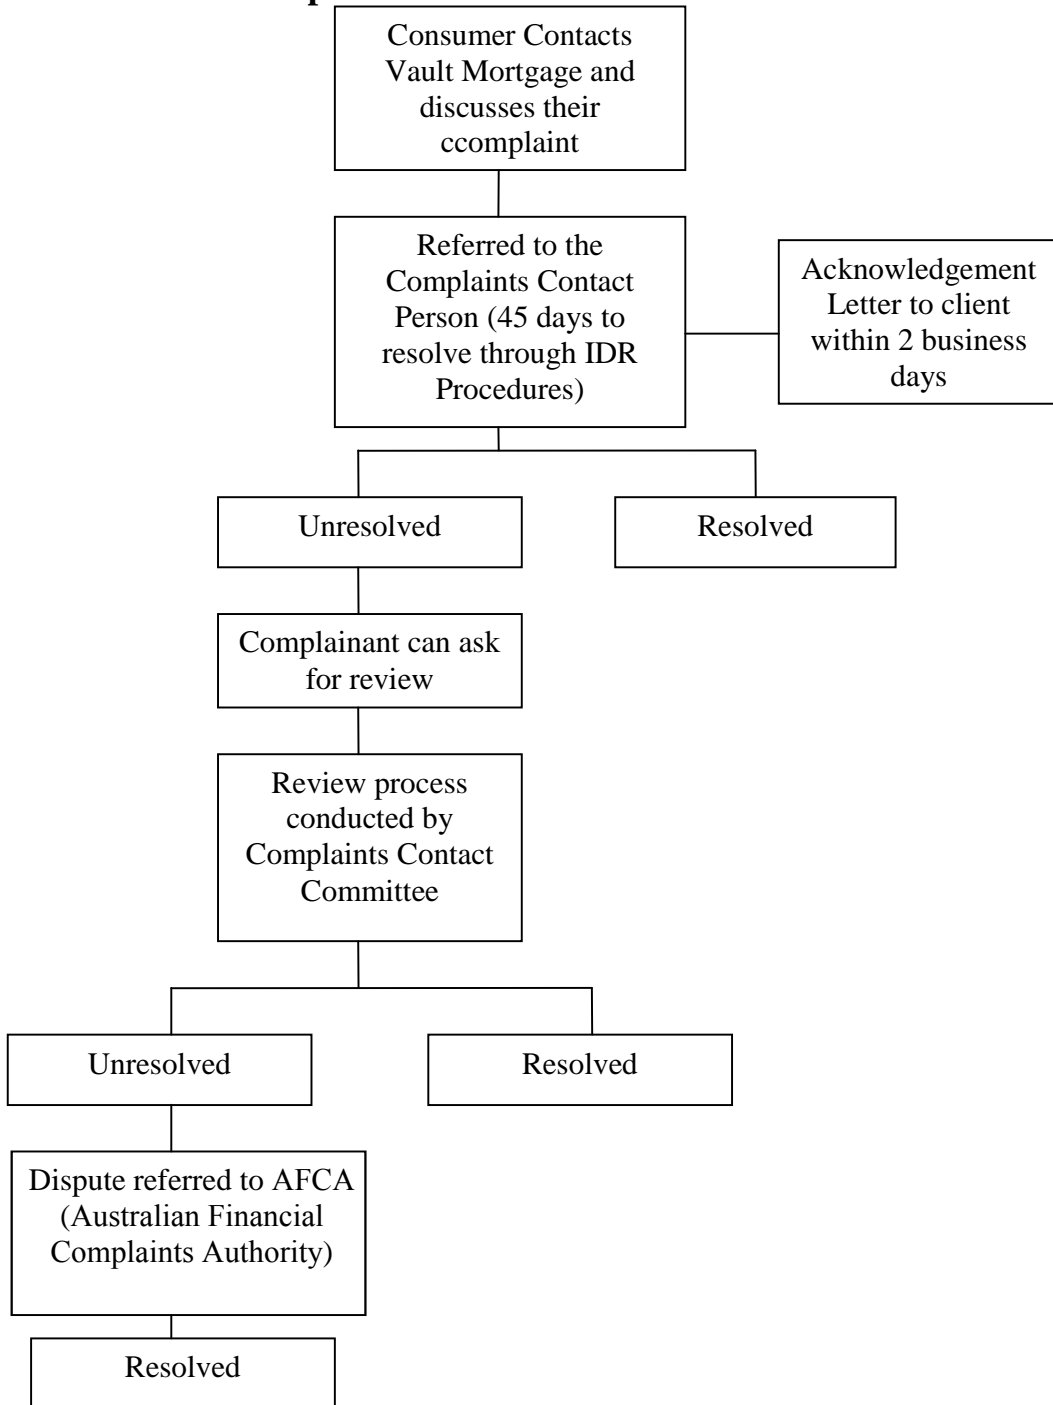 Consumer Contacts
Vault Mortgage and
discusses their
ccomplaint
Referred to the
Complaints Contact
Person (45 days to
resolve through IDR
Procedures)
Acknowledgement
Letter to client
within 2 business
days
Unresolved
Resolved
Complainant can ask
for review
Review process
conducted by
Complaints Contact
Committee
Unresolved
Resolved
Dispute referred to AFCA
(Australian Financial
Complaints Authority)
Resolved